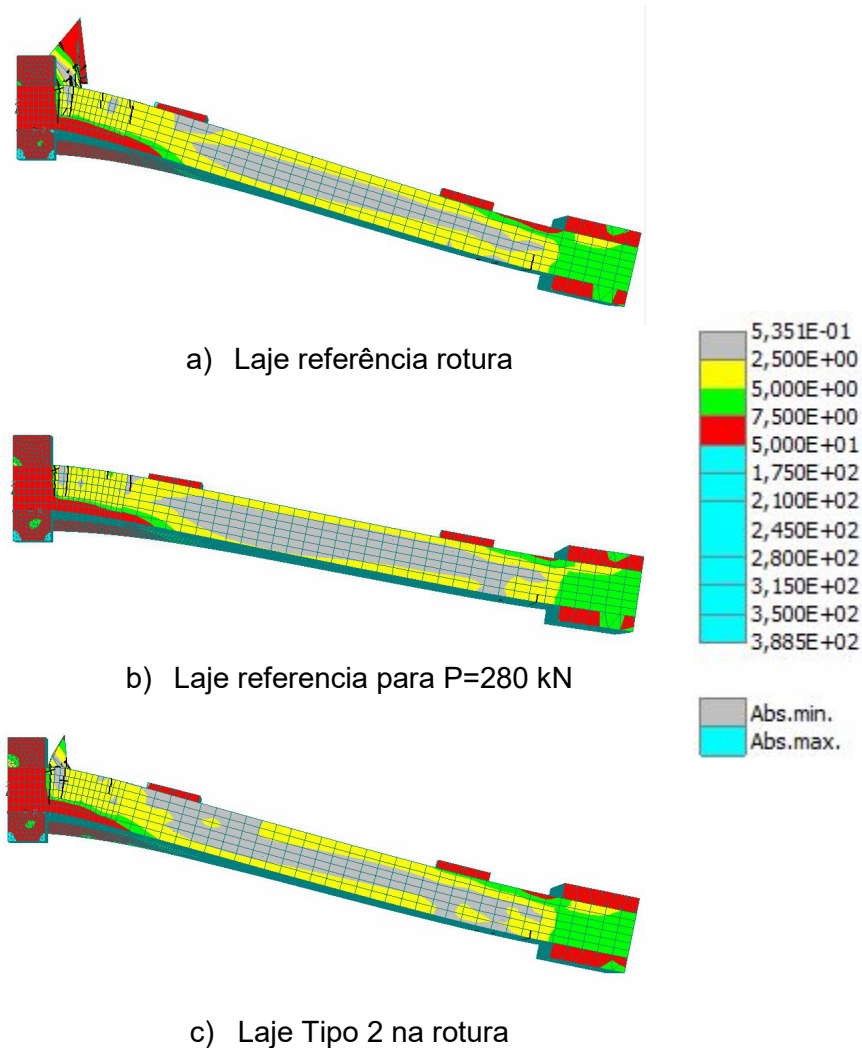 a) Laje referência rotura
5,351E-01
2,500E+00
5,000E+00
7,500E+00
5,000E+01
1,750E+02
2,100E+02
2,450E+02
2,800E+02
3,150E+02
3,500E+02
3,885E+02
b) Laje referencia para P=280 kN
Abs.min.
Abs.max.
c) Laje Tipo 2 na rotura